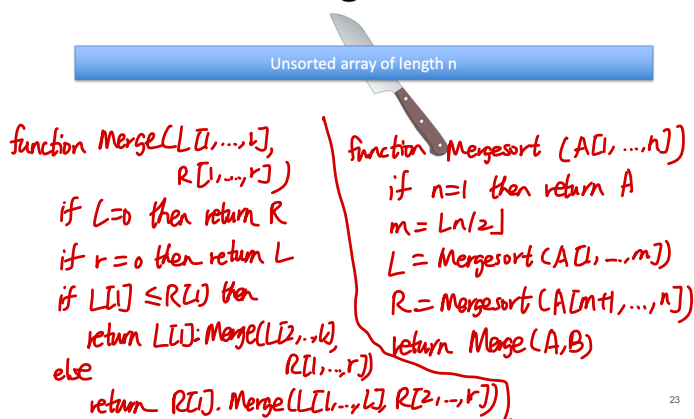 Unsorted array of length n
function Merge(L[1,...,l],
R[1,...,r])
if l=0 then return R
if r=0 then return L
if L[1] ≤ R[1] then
return L[1]: Merge(L[2,..,l],
R[1,...,r])
else
return R[1]. Merge(L[1,...,l], R[2,...,r])
function Mergesort (A[1,...,n])
if n=1 then return A
m = ⌊n/2⌋
L = Mergesort(A[1,...,m])
R = Mergesort(A[m+1,...,n])
return Merge(A,B)
23